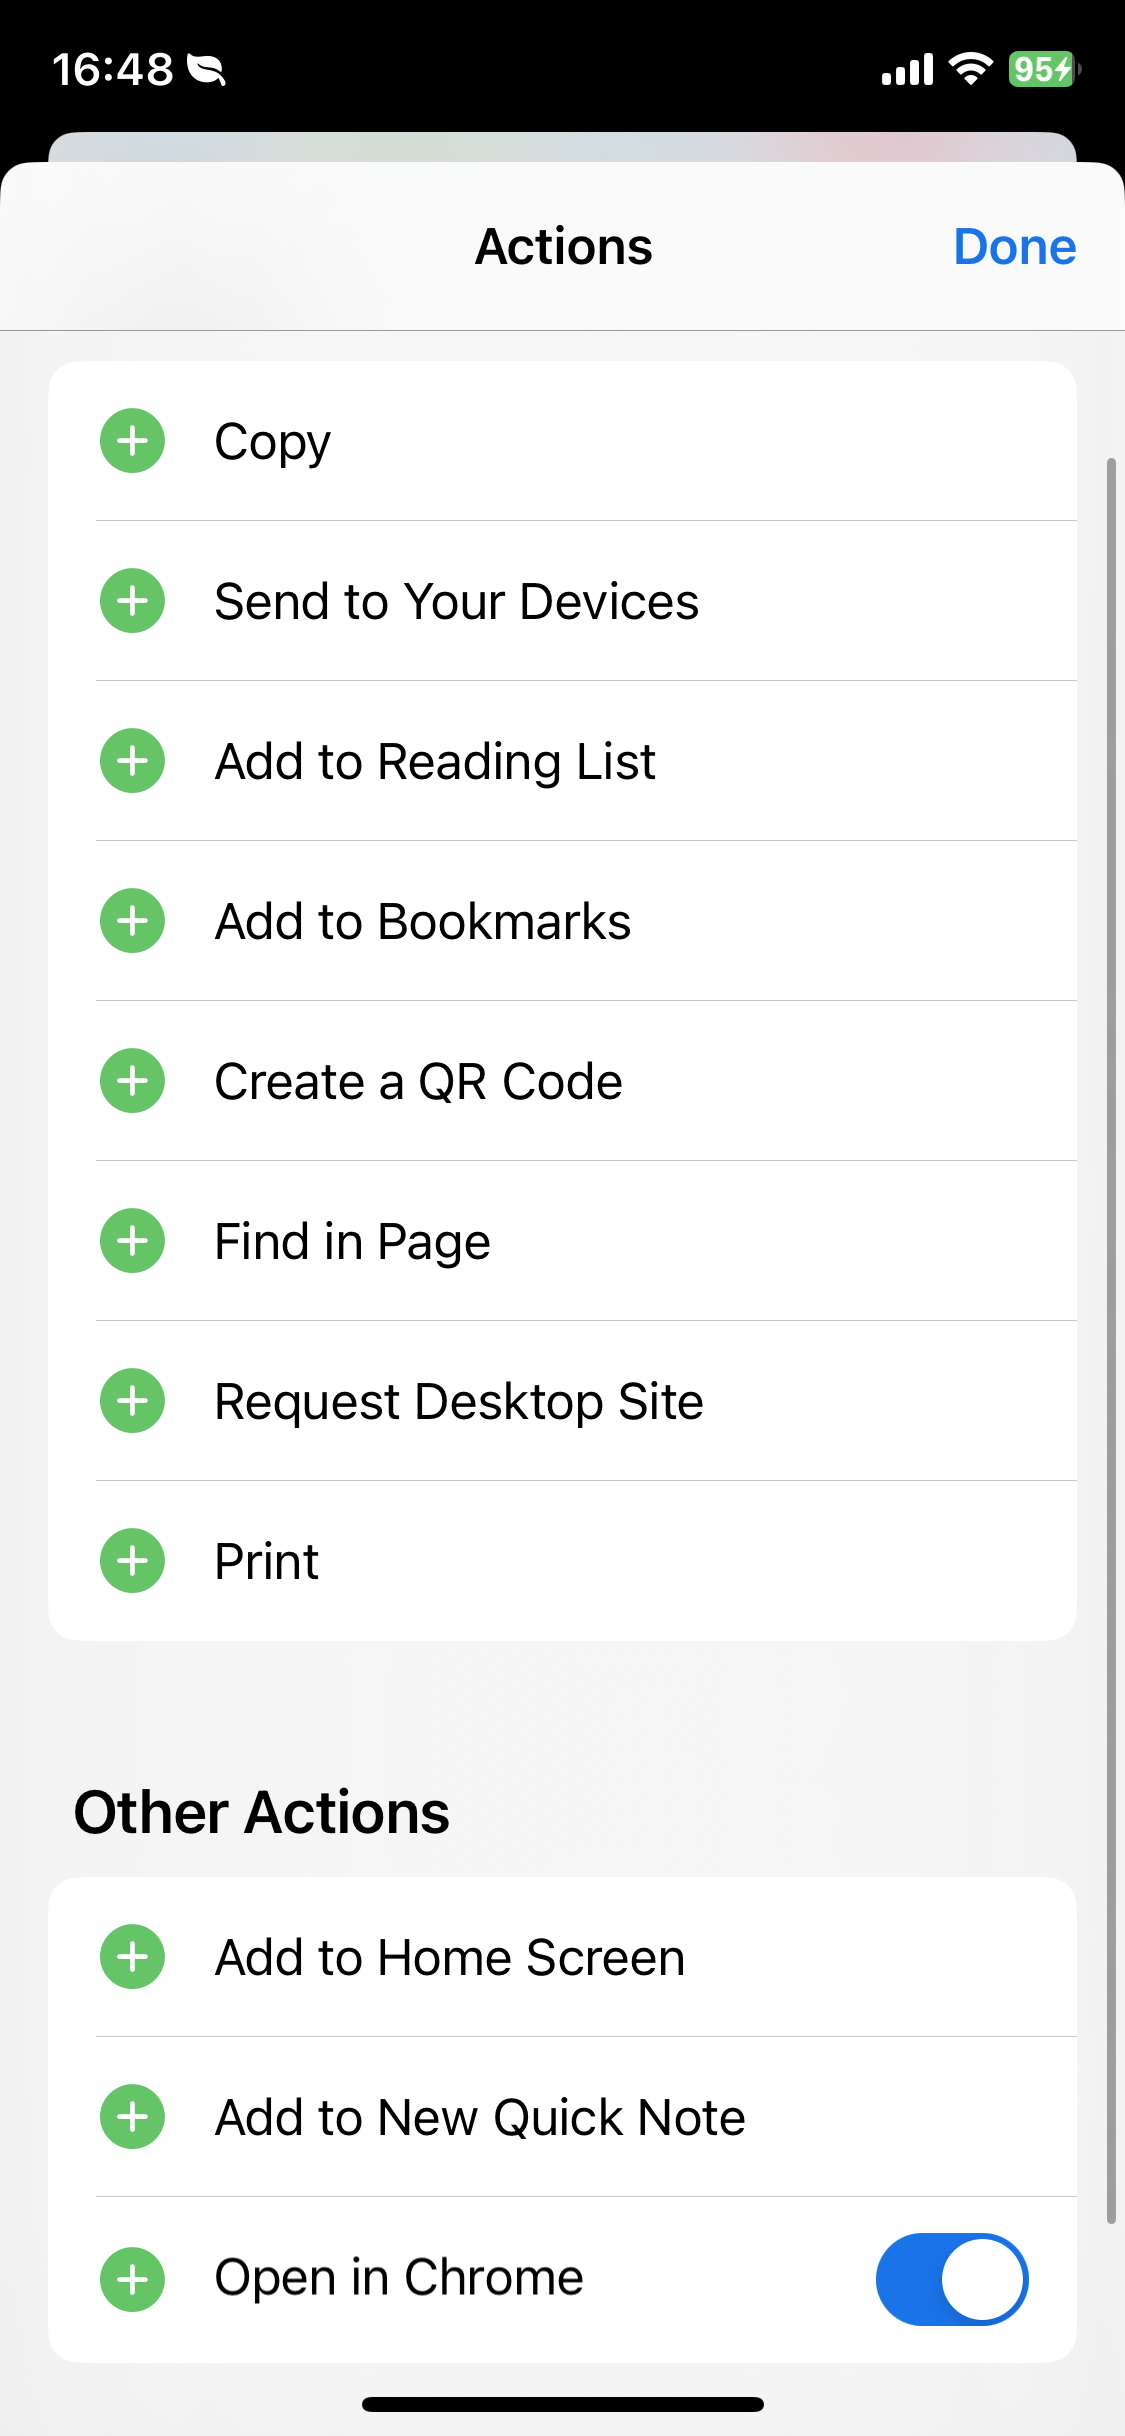 16:48
95
Actions
Done
Copy
Send to Your Devices
Add to Reading List
Add to Bookmarks
Create a QR Code
Find in Page
Request Desktop Site
Print
Other Actions
Add to Home Screen
Add to New Quick Note
Open in Chrome